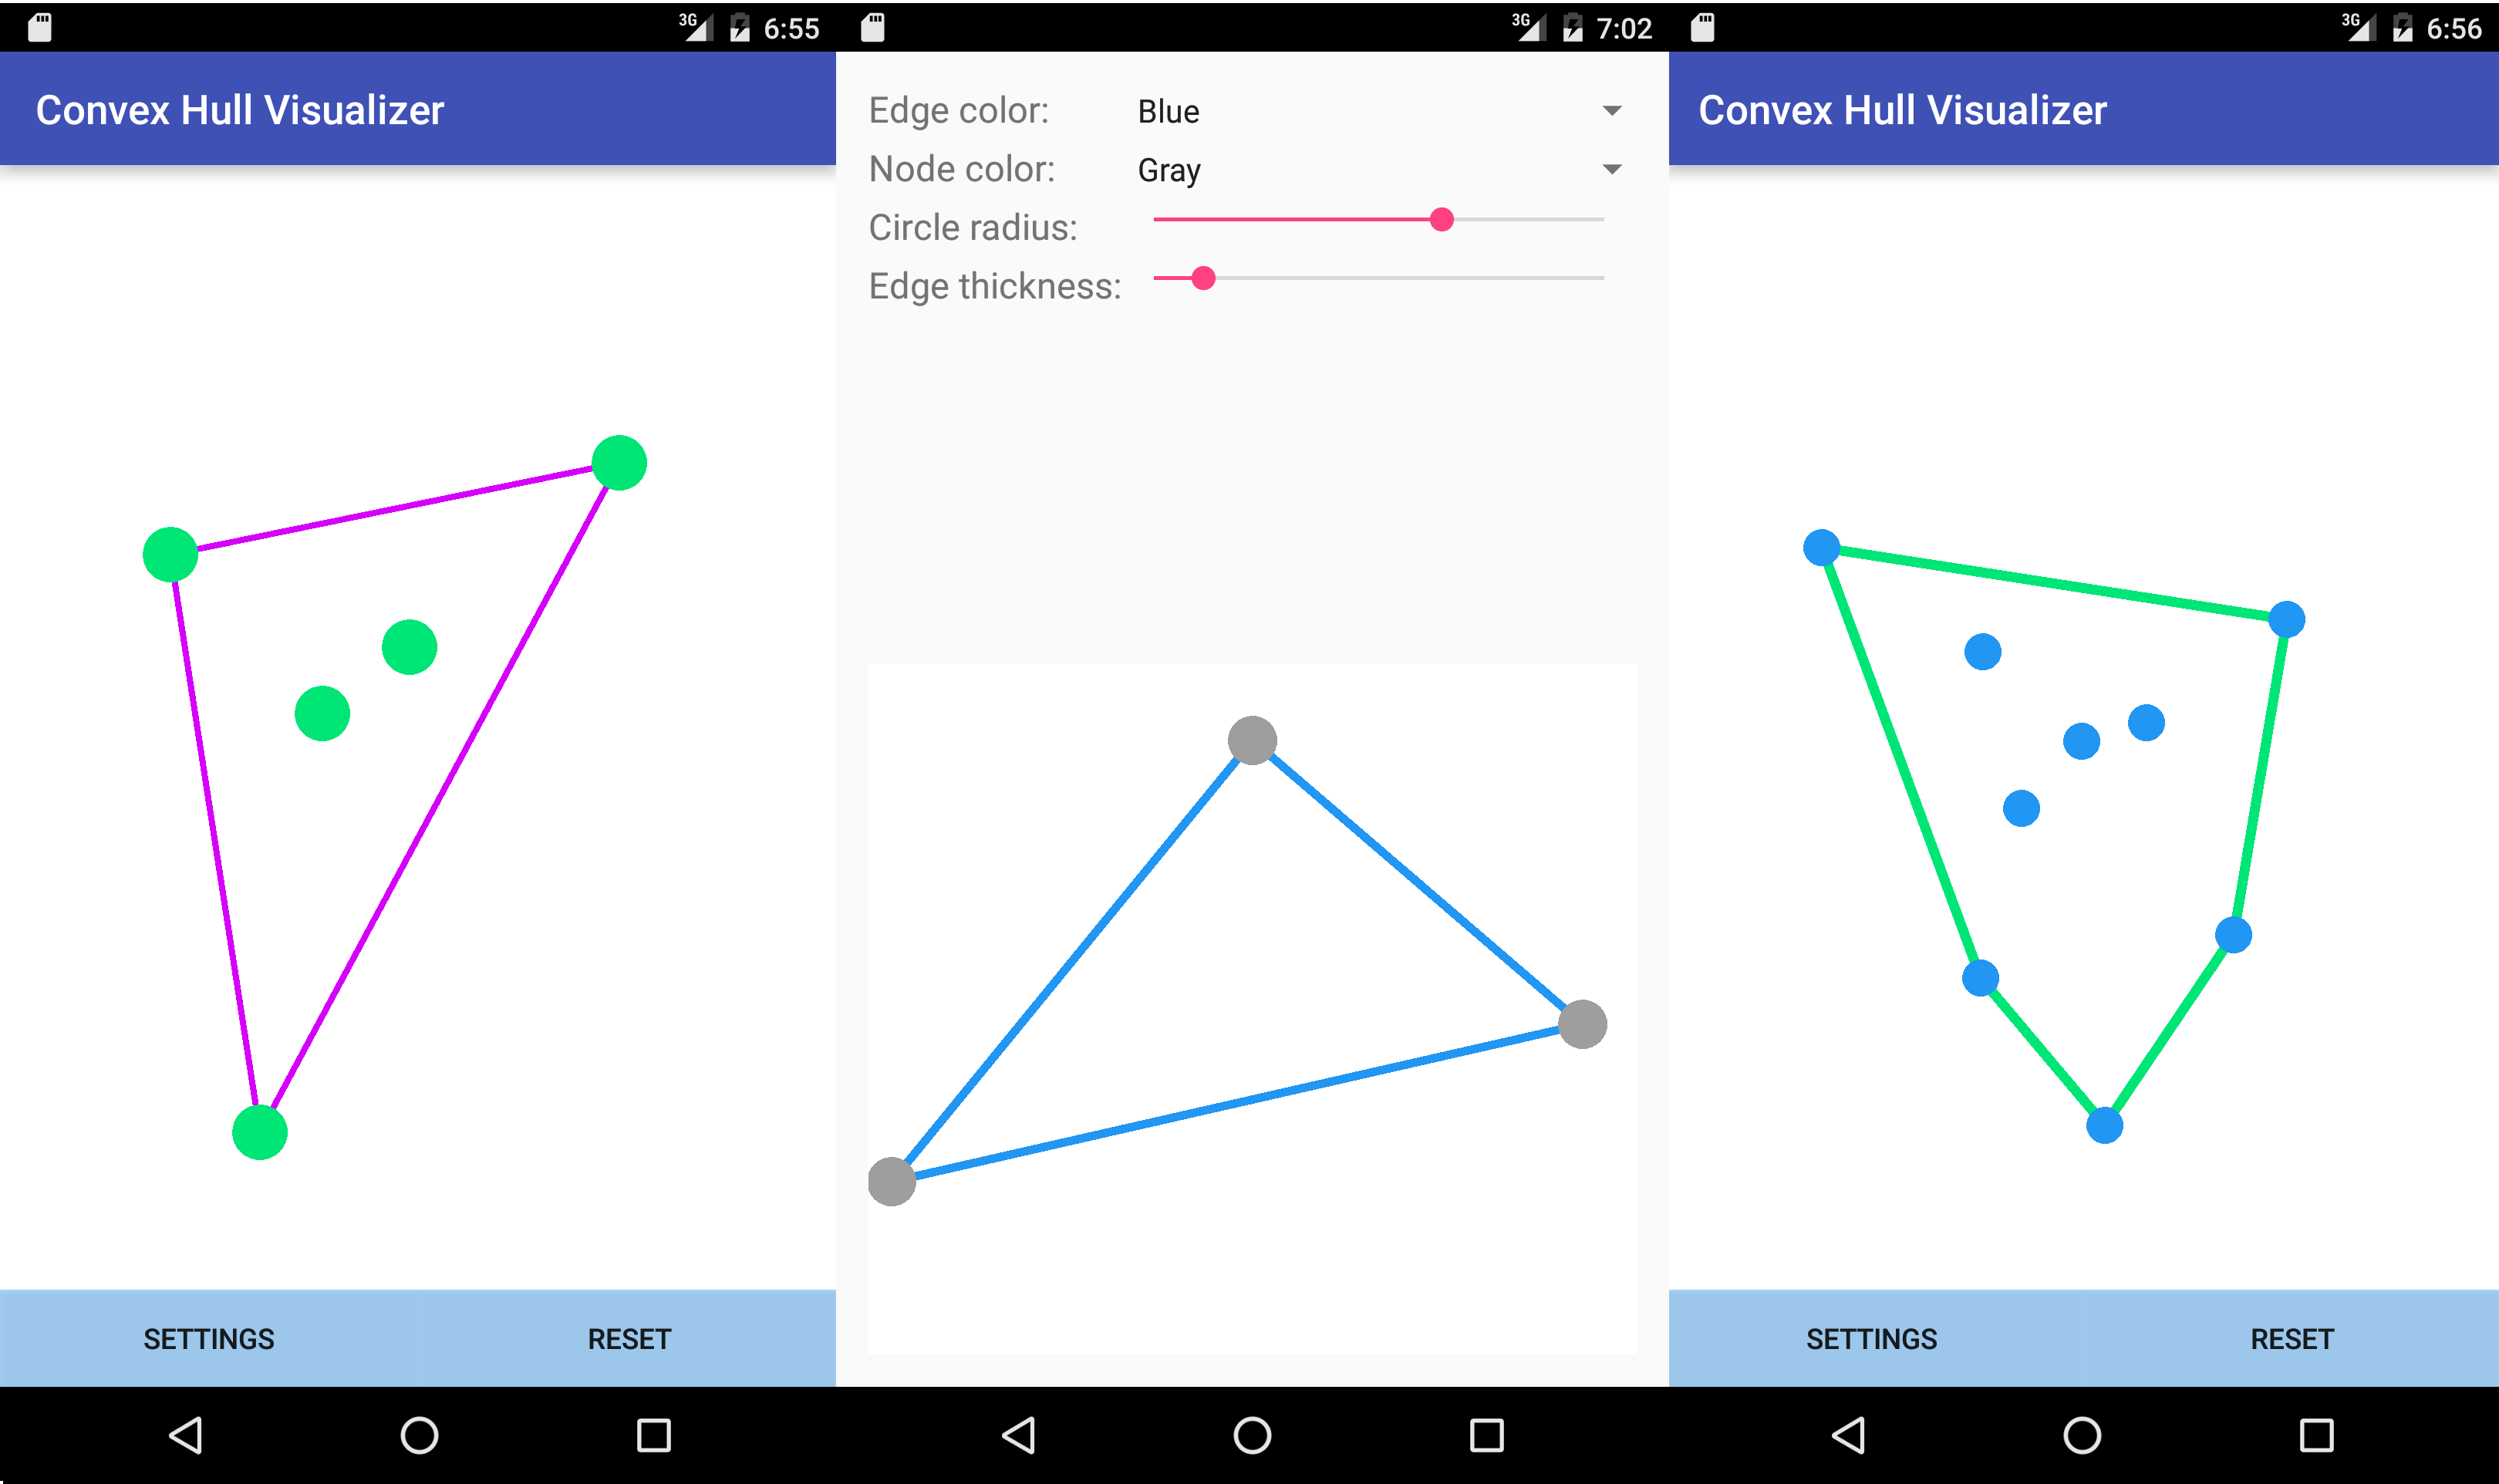 3G 6:55
Convex Hull Visualizer
SETTINGS RESET
3G 7:02
Edge color: Blue
Node color: Gray
Circle radius:
Edge thickness:
3G 6:56
Convex Hull Visualizer
SETTINGS RESET